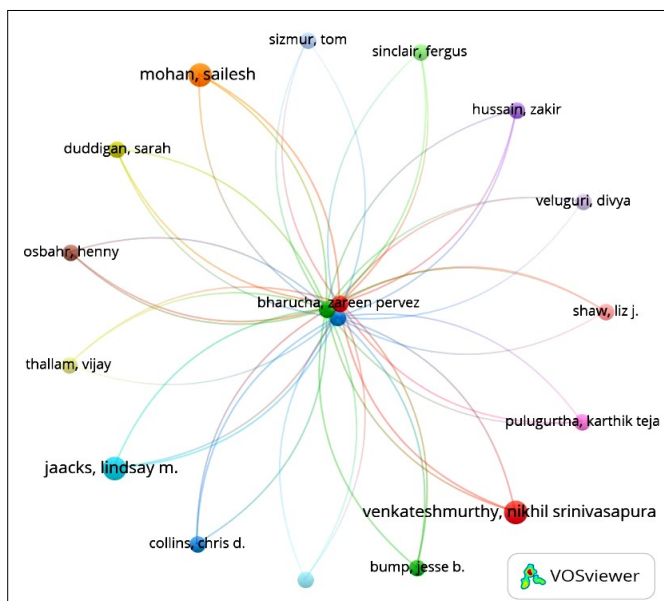 sizmur, tom
sinclair, fergus
mohan, sailesh
hussain, zakir
duddigan, sarah
veluguri, divya
osbahr, henny
bharucha, zareen pervez
shaw, liz j.
thallam, vijay
pulugurtha, karthik teja
jaacks, lindsay m.
venkateshmurthy, nikhil srinivasapura
collins, chris d.
bump, jesse b.
VOSviewer